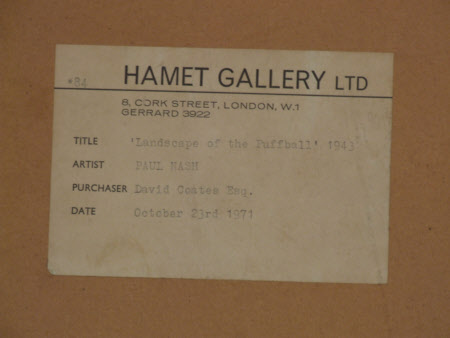 *84 HAMET GALLERY LTD
8, CORK STREET, LONDON, W.1
GERRARD 3922
TITLE 'Landscape of the Puffball' 1943
ARTIST PAUL NASH
PURCHASER David Coates Esq.
DATE October 23rd 1971